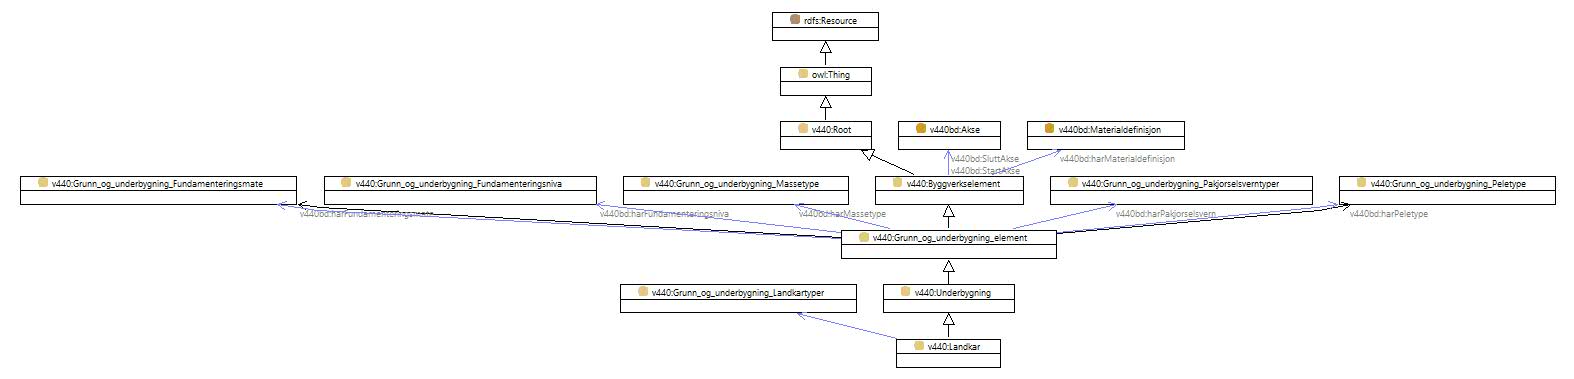 rdfs:Resource
owl:Thing
v440:Root
v440bd:Akse
v440bd:Materialdefinisjon
v440bd:SluttAkse
v440bd:StartAkse
v440bd:harMaterialdefinisjon
v440:Grunn_og_underbygning_Fundamenteringsmate
v440:Grunn_og_underbygning_Fundamenteringsniva
v440:Grunn_og_underbygning_Massetype
v440:Byggverkselement
v440:Grunn_og_underbygning_Pakjorselsverntyper
v440:Grunn_og_underbygning_Peletype
v440bd:harFundamenteringsmate
v440bd:harFundamenteringsniva
v440bd:harMassetype
v440bd:harPakjorselsvern
v440bd:harPeletype
v440:Grunn_og_underbygning_element
v440:Grunn_og_underbygning_Landkartyper
v440:Underbygning
v440:Landkar